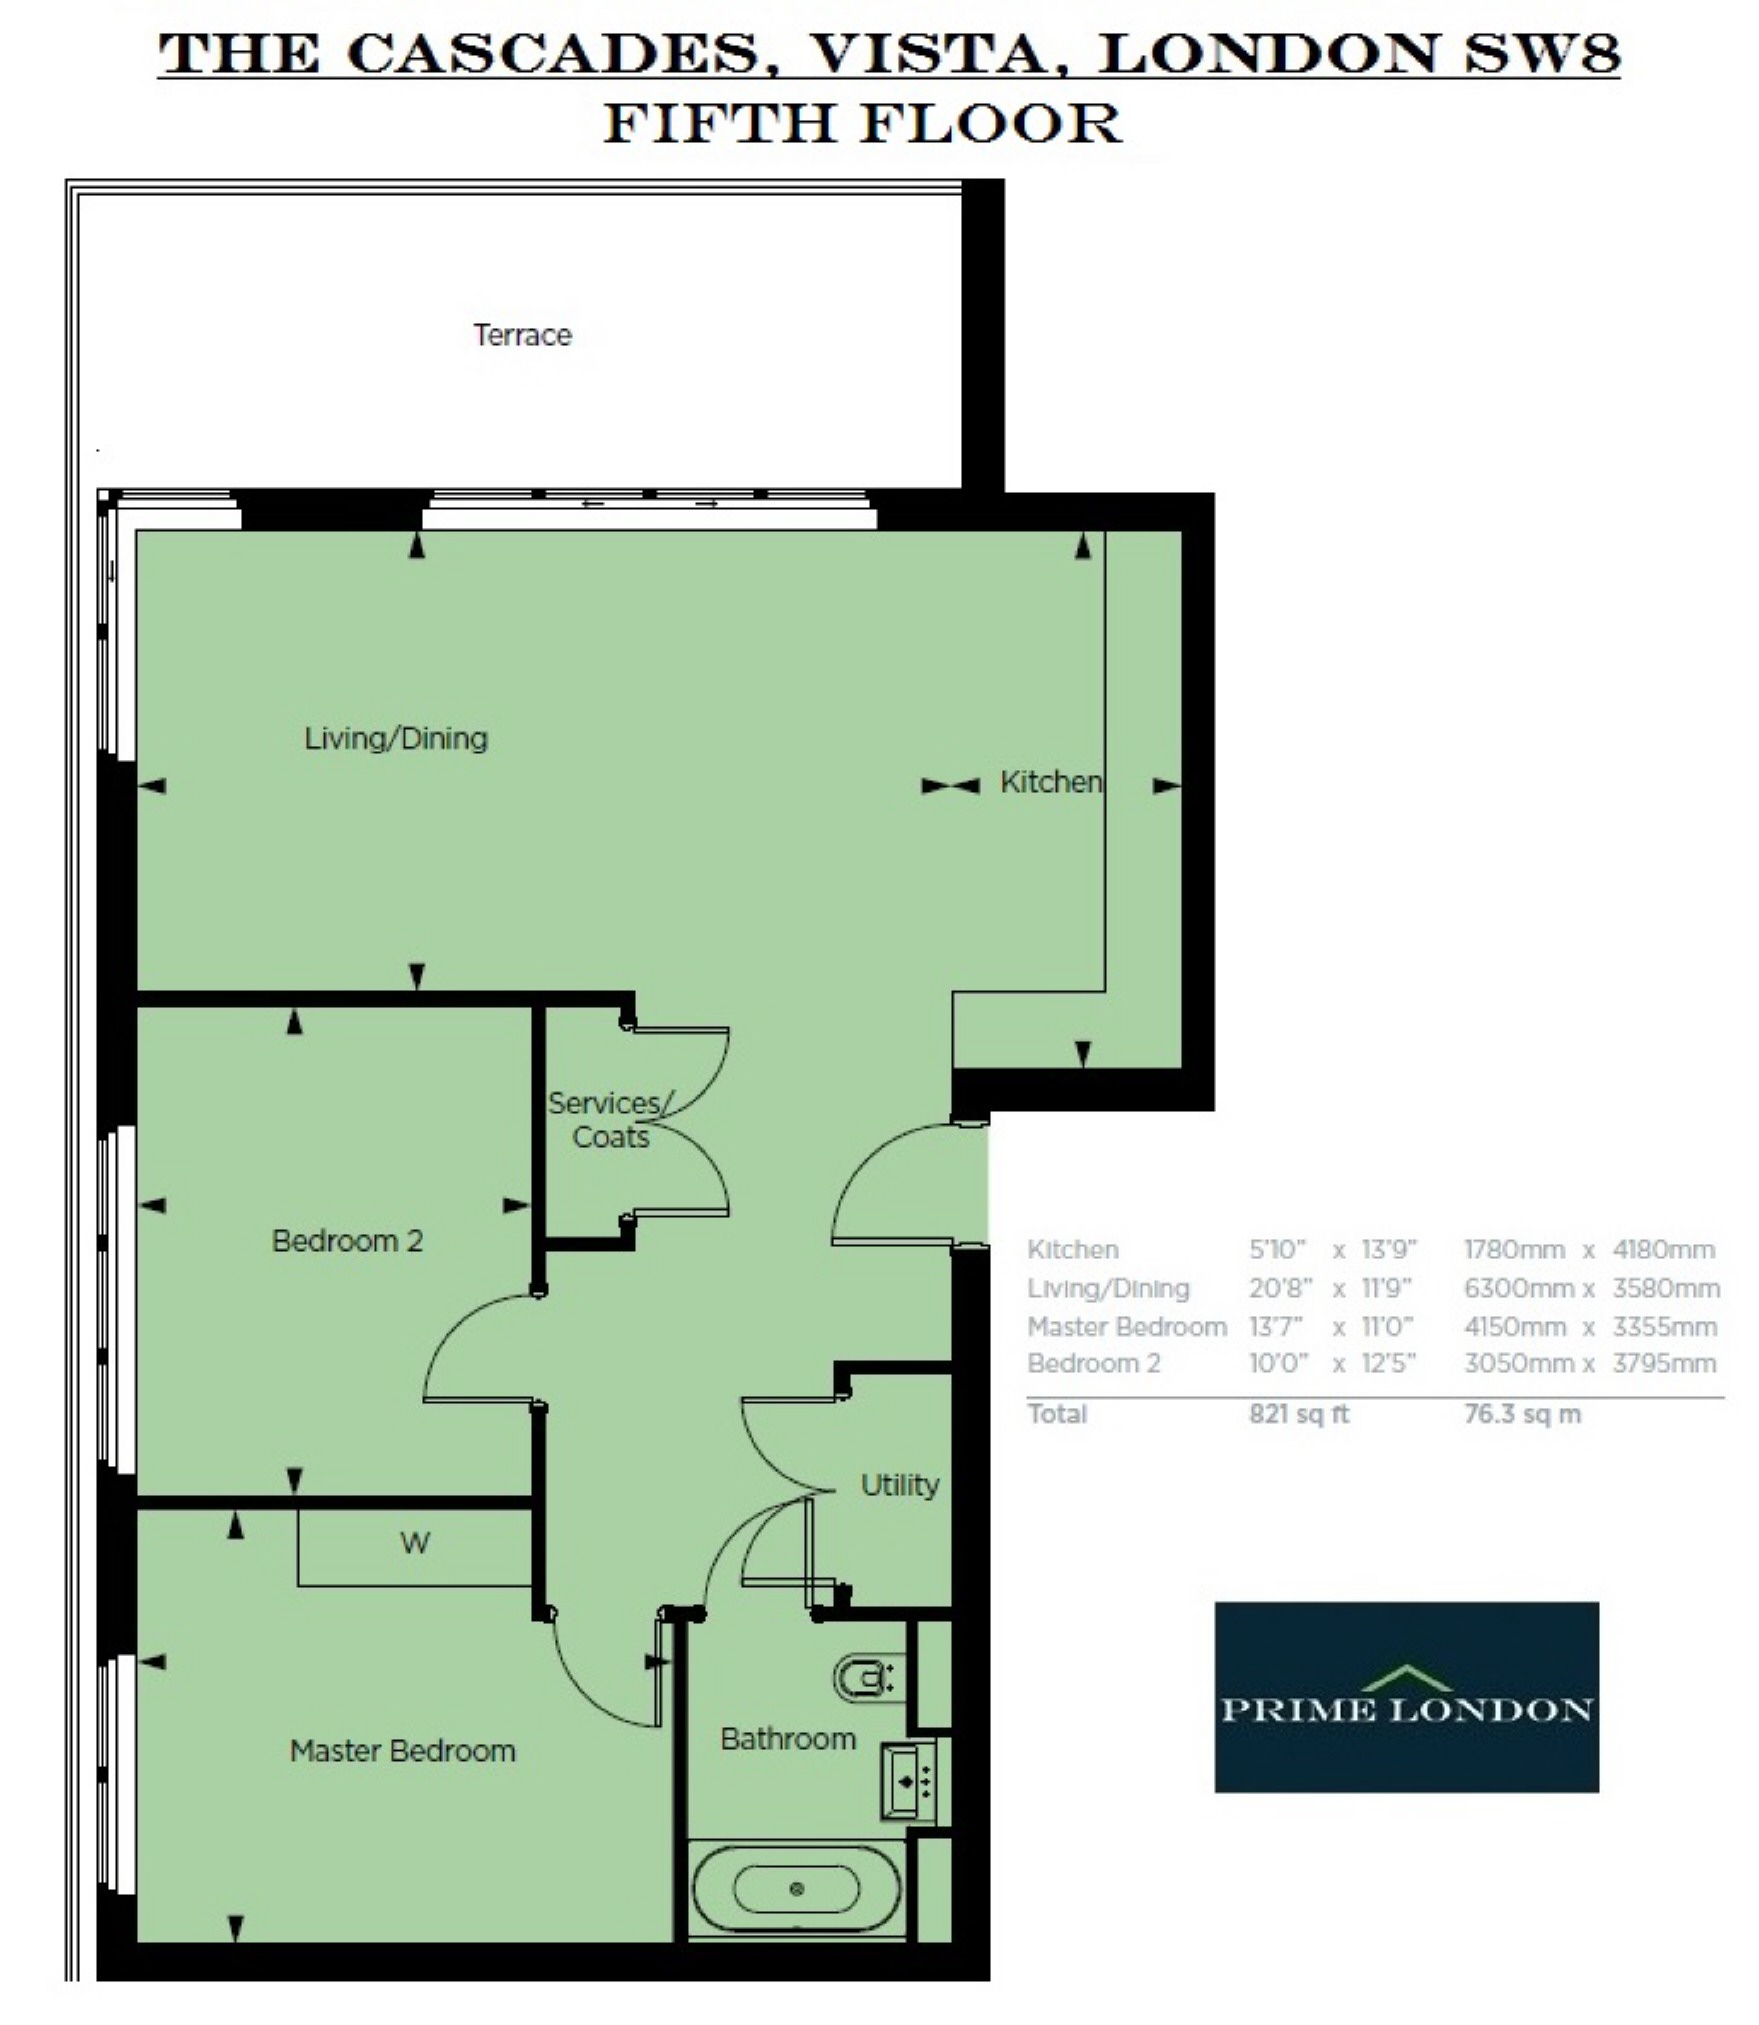 THE CASCADES, VISTA, LONDON SW8
FIFTH FLOOR
Terrace
Living/Dining
Kitchen
Services/
Coats
Bedroom 2
Kitchen 5'10" x 13'9" 1780mm x 4180mm
Living/Dining 20'8" x 11'9" 6300mm x 3580mm
Master Bedroom 13'7" x 11'0" 4150mm x 3355mm
Bedroom 2 10'0" x 12'5" 3050mm x 3795mm
Total 821 sq ft 76.3 sq m
Utility
W
Master Bedroom
Bathroom
PRIME LONDON